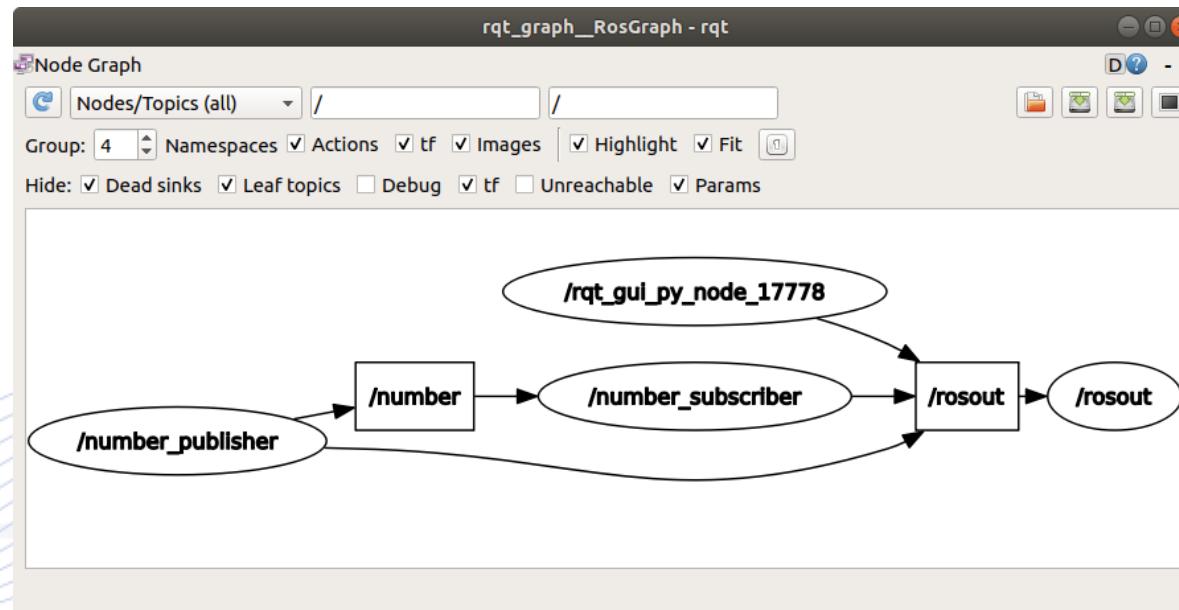 rqt_graph__RosGraph - rqt
Node Graph D ? -
Nodes/Topics (all) / /
Group: 4 Namespaces Actions tf Images Highlight Fit
Hide: Dead sinks Leaf topics Debug tf Unreachable Params
/rqt_gui_py_node_17778
/number /number_subscriber /rosout /rosout
/number_publisher